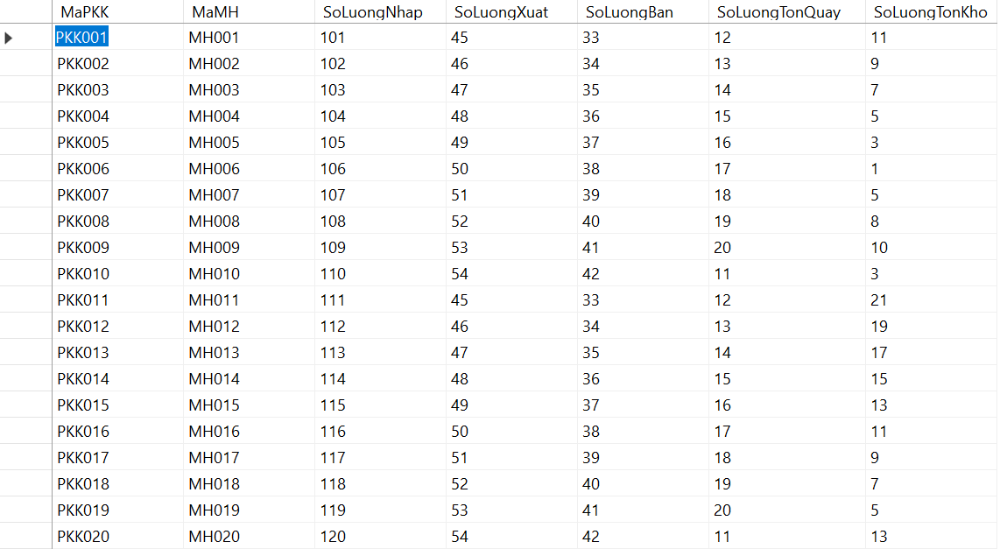 MaPKK MaMH SoLuongNhap SoLuongXuat SoLuongBan SoLuongTonQuay SoLuongTonKho
PKK001 MH001 101 45 33 12 11
PKK002 MH002 102 46 34 13 9
PKK003 MH003 103 47 35 14 7
PKK004 MH004 104 48 36 15 5
PKK005 MH005 105 49 37 16 3
PKK006 MH006 106 50 38 17 1
PKK007 MH007 107 51 39 18 5
PKK008 MH008 108 52 40 19 8
PKK009 MH009 109 53 41 20 10
PKK010 MH010 110 54 42 11 3
PKK011 MH011 111 45 33 12 21
PKK012 MH012 112 46 34 13 19
PKK013 MH013 113 47 35 14 17
PKK014 MH014 114 48 36 15 15
PKK015 MH015 115 49 37 16 13
PKK016 MH016 116 50 38 17 11
PKK017 MH017 117 51 39 18 9
PKK018 MH018 118 52 40 19 7
PKK019 MH019 119 53 41 20 5
PKK020 MH020 120 54 42 11 13